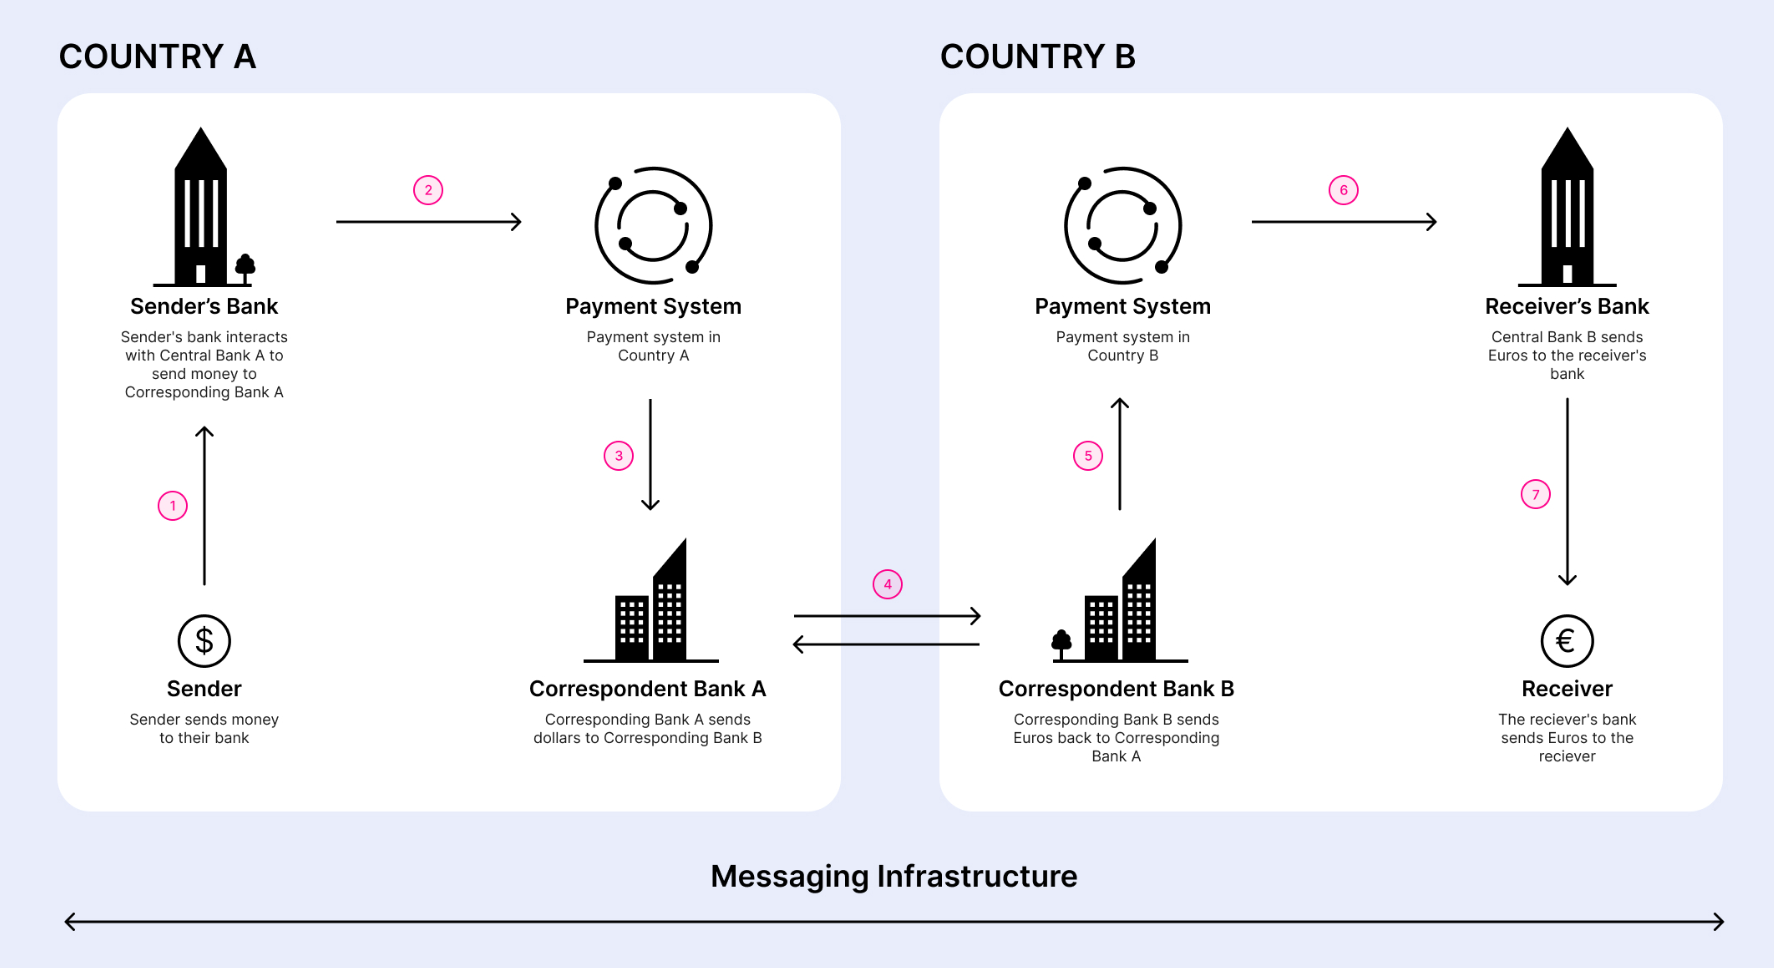 COUNTRY A
COUNTRY B
2
6
Sender’s Bank
Sender's bank interacts
with Central Bank A to
send money to
Corresponding Bank A
Payment System
Payment system in
Country A
Payment System
Payment system in
Country B
Receiver’s Bank
Central Bank B sends
Euros to the receiver's
bank
1
3
5
7
4
$
Sender
Sender sends money
to their bank
Correspondent Bank A
Corresponding Bank A sends
dollars to Corresponding Bank B
Correspondent Bank B
Corresponding Bank B sends
Euros back to Corresponding
Bank A
€
Receiver
The reciever's bank
sends Euros to the
reciever
Messaging Infrastructure